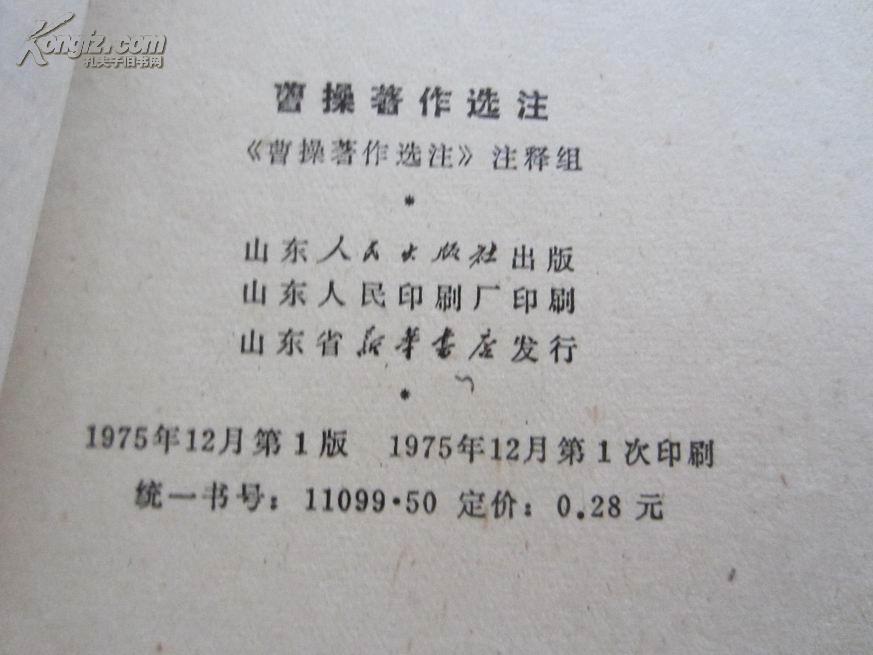 Kongfz.com
孔夫子旧书网
曹操著作选注
《曹操著作选注》注释组
*
山东人民出版社出版
山东人民印刷厂印刷
山东省新华书店发行
*
1975年12月第1版 1975年12月第1次印刷
统一书号：11099·50 定价：0.28元